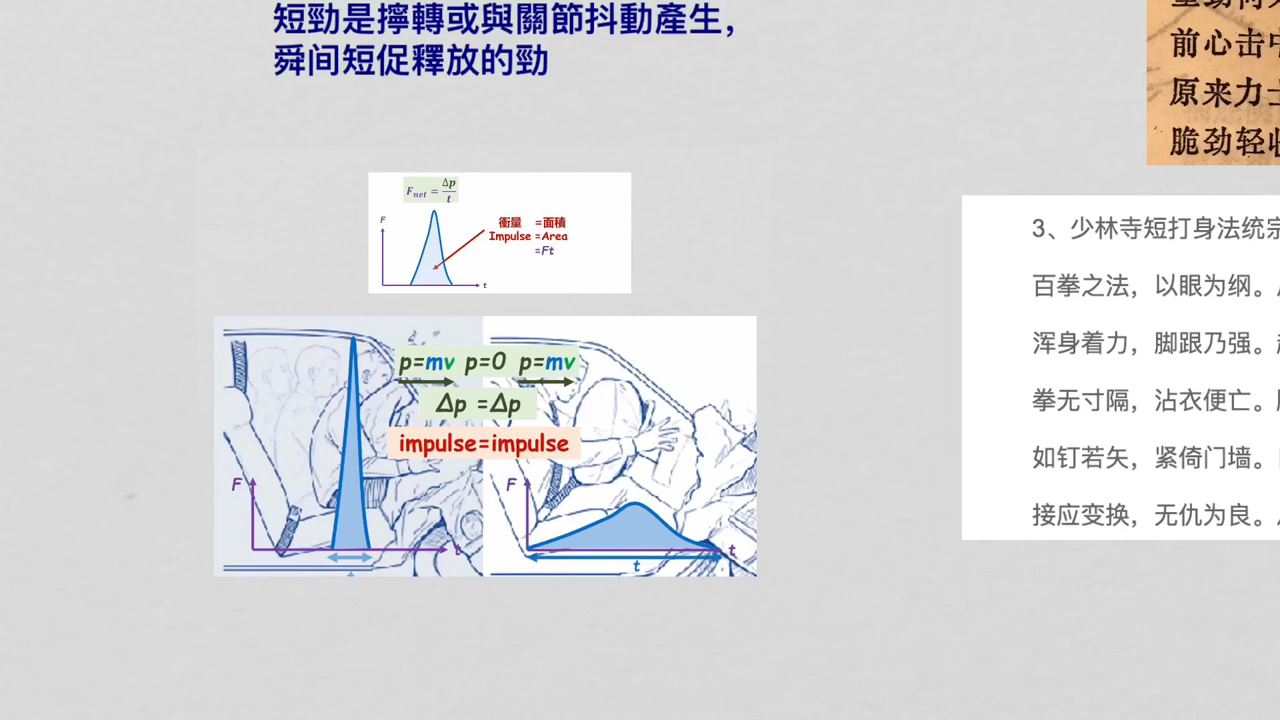 短勁是擰轉或與關節抖動產生，
舜间短促釋放的勁
前心击
原来力
脆劲轻
F_net = Δp/t
F
衝量 =面積
Impulse =Area
=Ft
t
p=mv p=0 p=mv
Δp =Δp
impulse=impulse
F
t
F
t
t
3、少林寺短打身法统
百拳之法，以眼为纲。
浑身着力，脚跟乃强。
拳无寸隔，沾衣便亡。
如钉若矢，紧倚门墙。
接应变换，无仇为良。